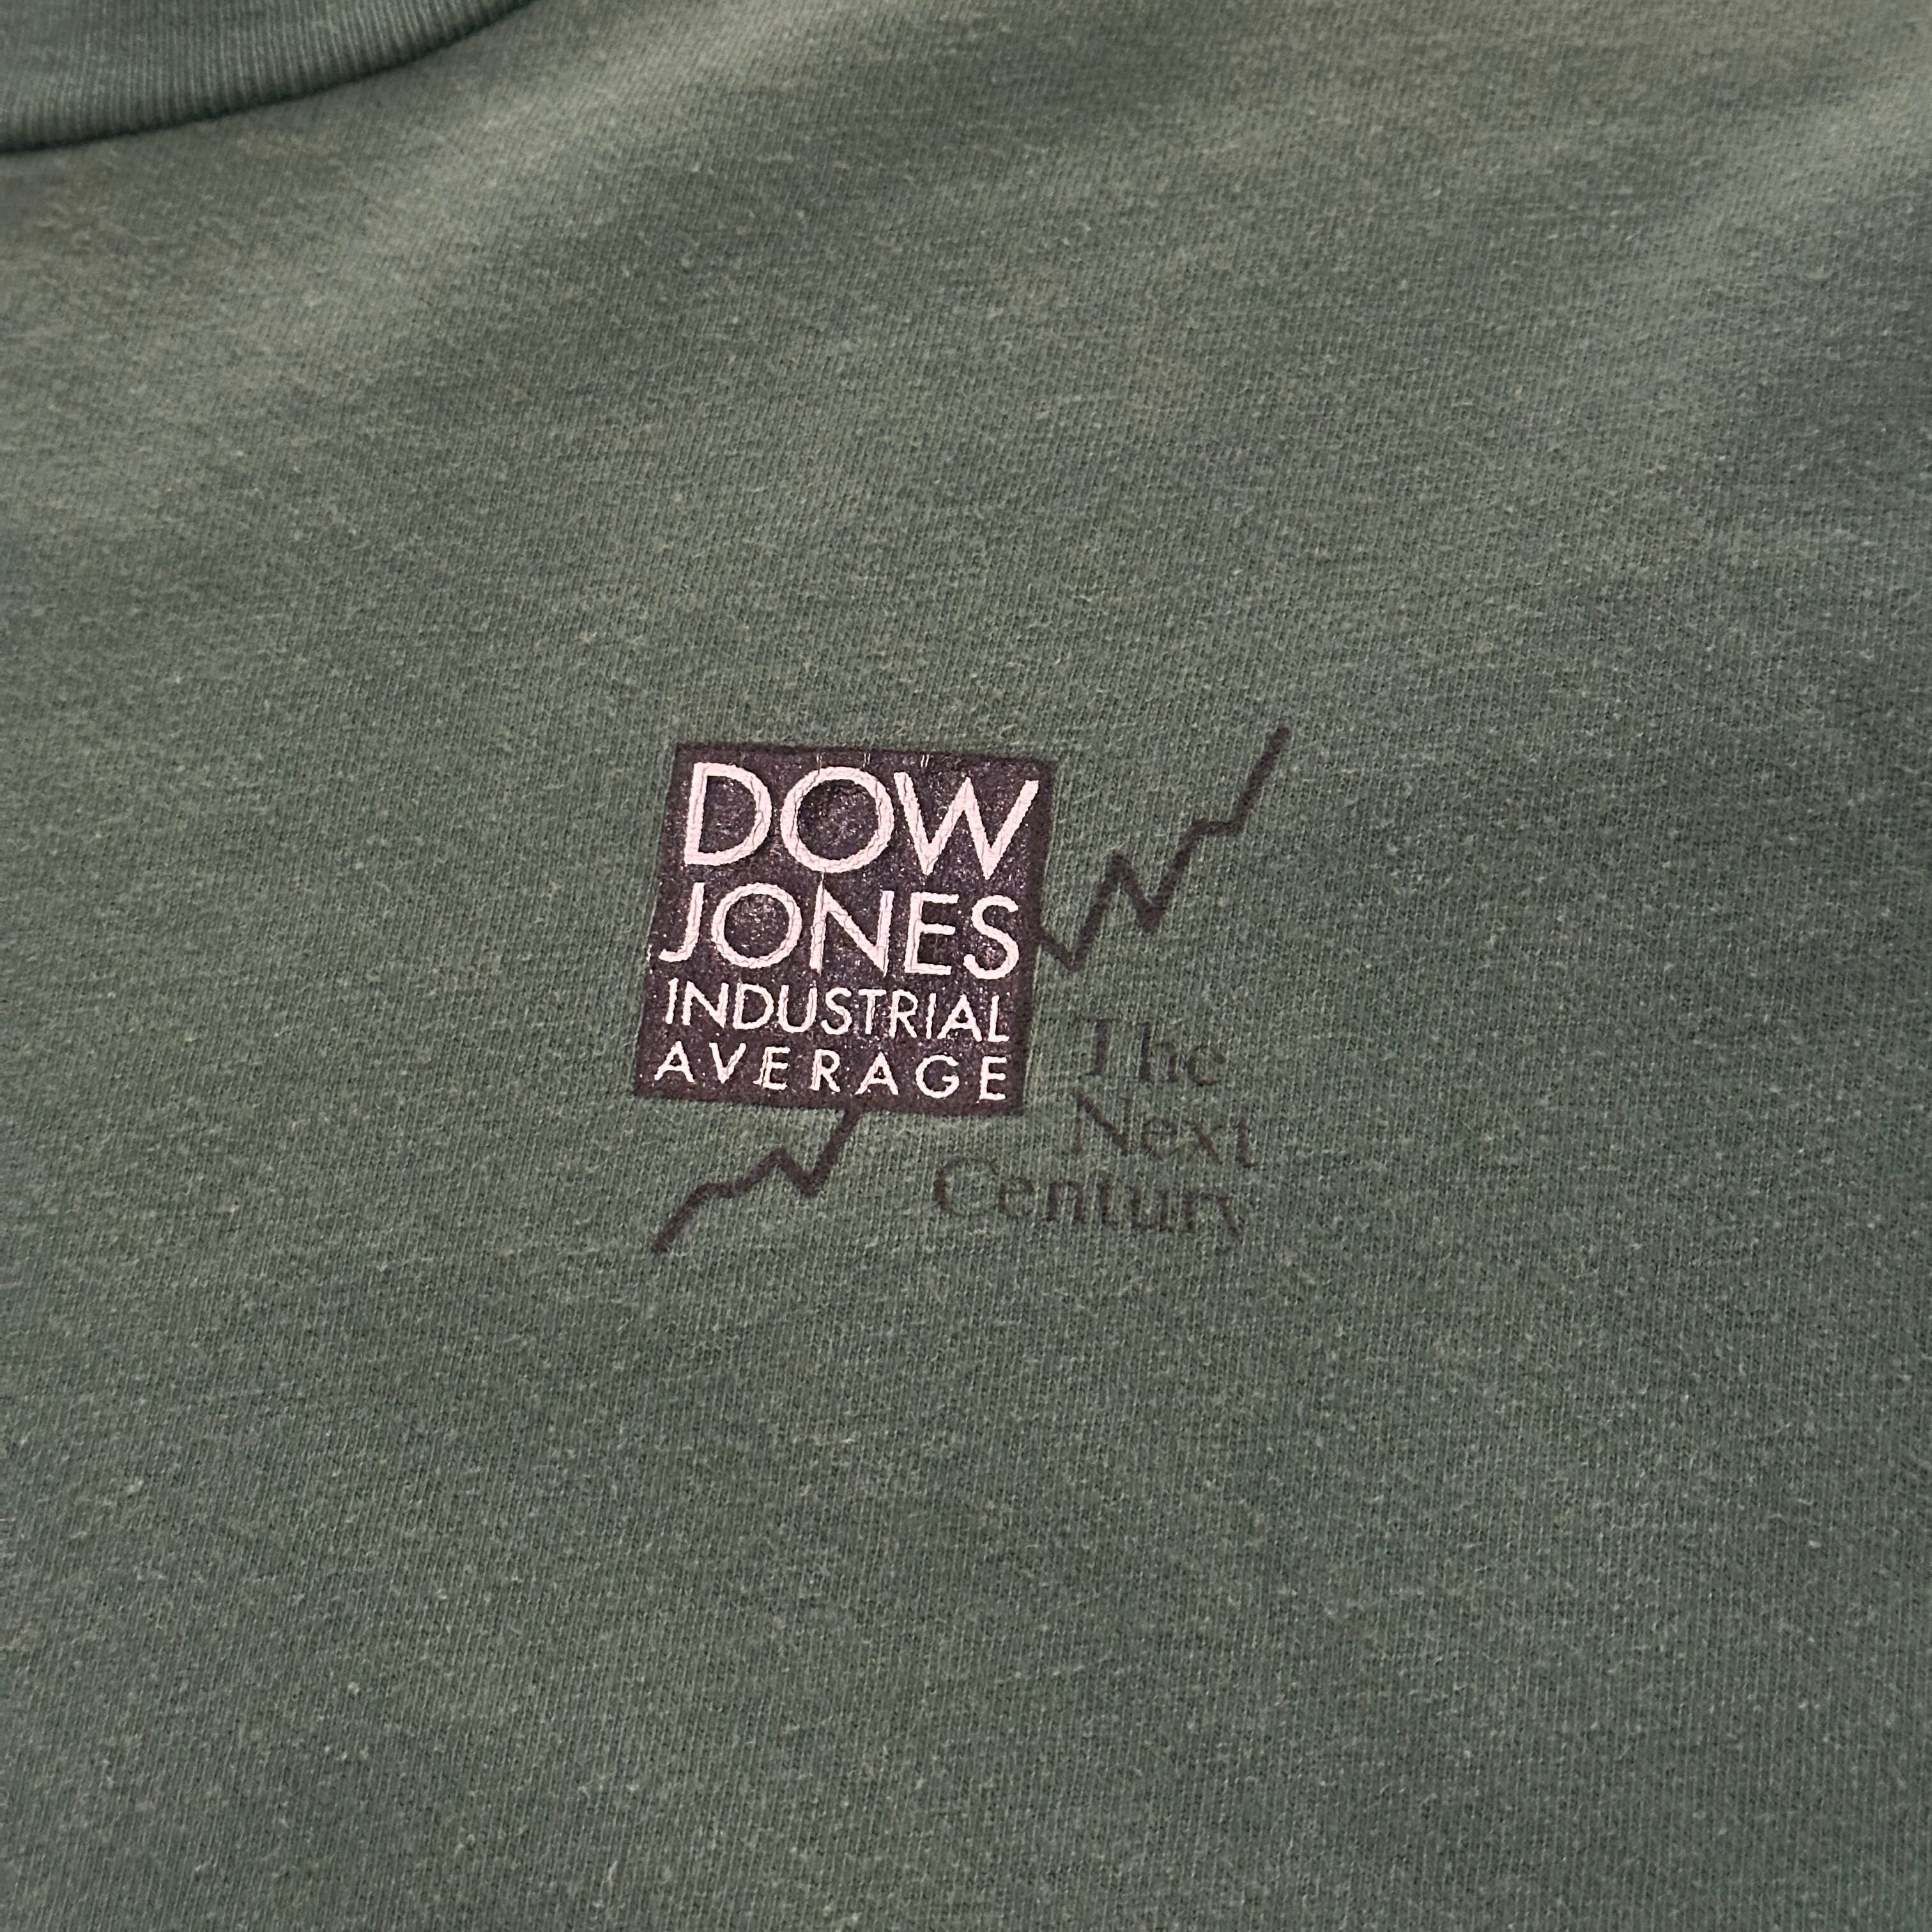 DOW
JONES
INDUSTRIAL
AVERAGE
The
Next
Century